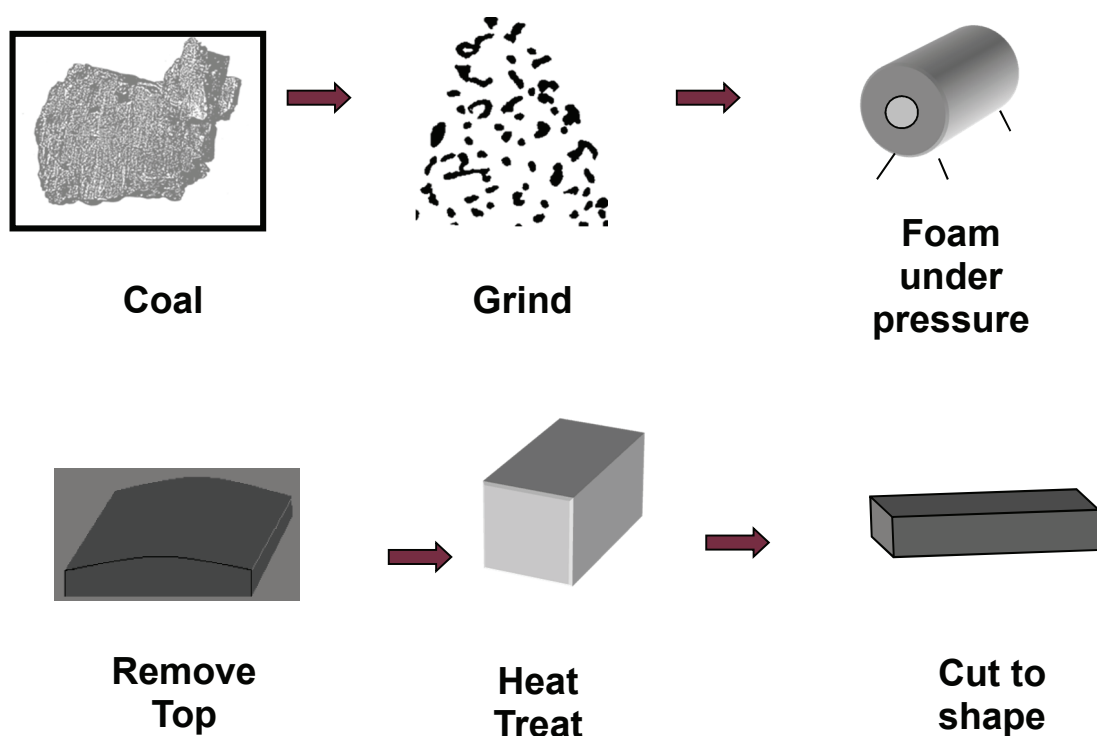 Coal
Grind
Foam
under
pressure
Remove
Top
Heat
Treat
Cut to
shape